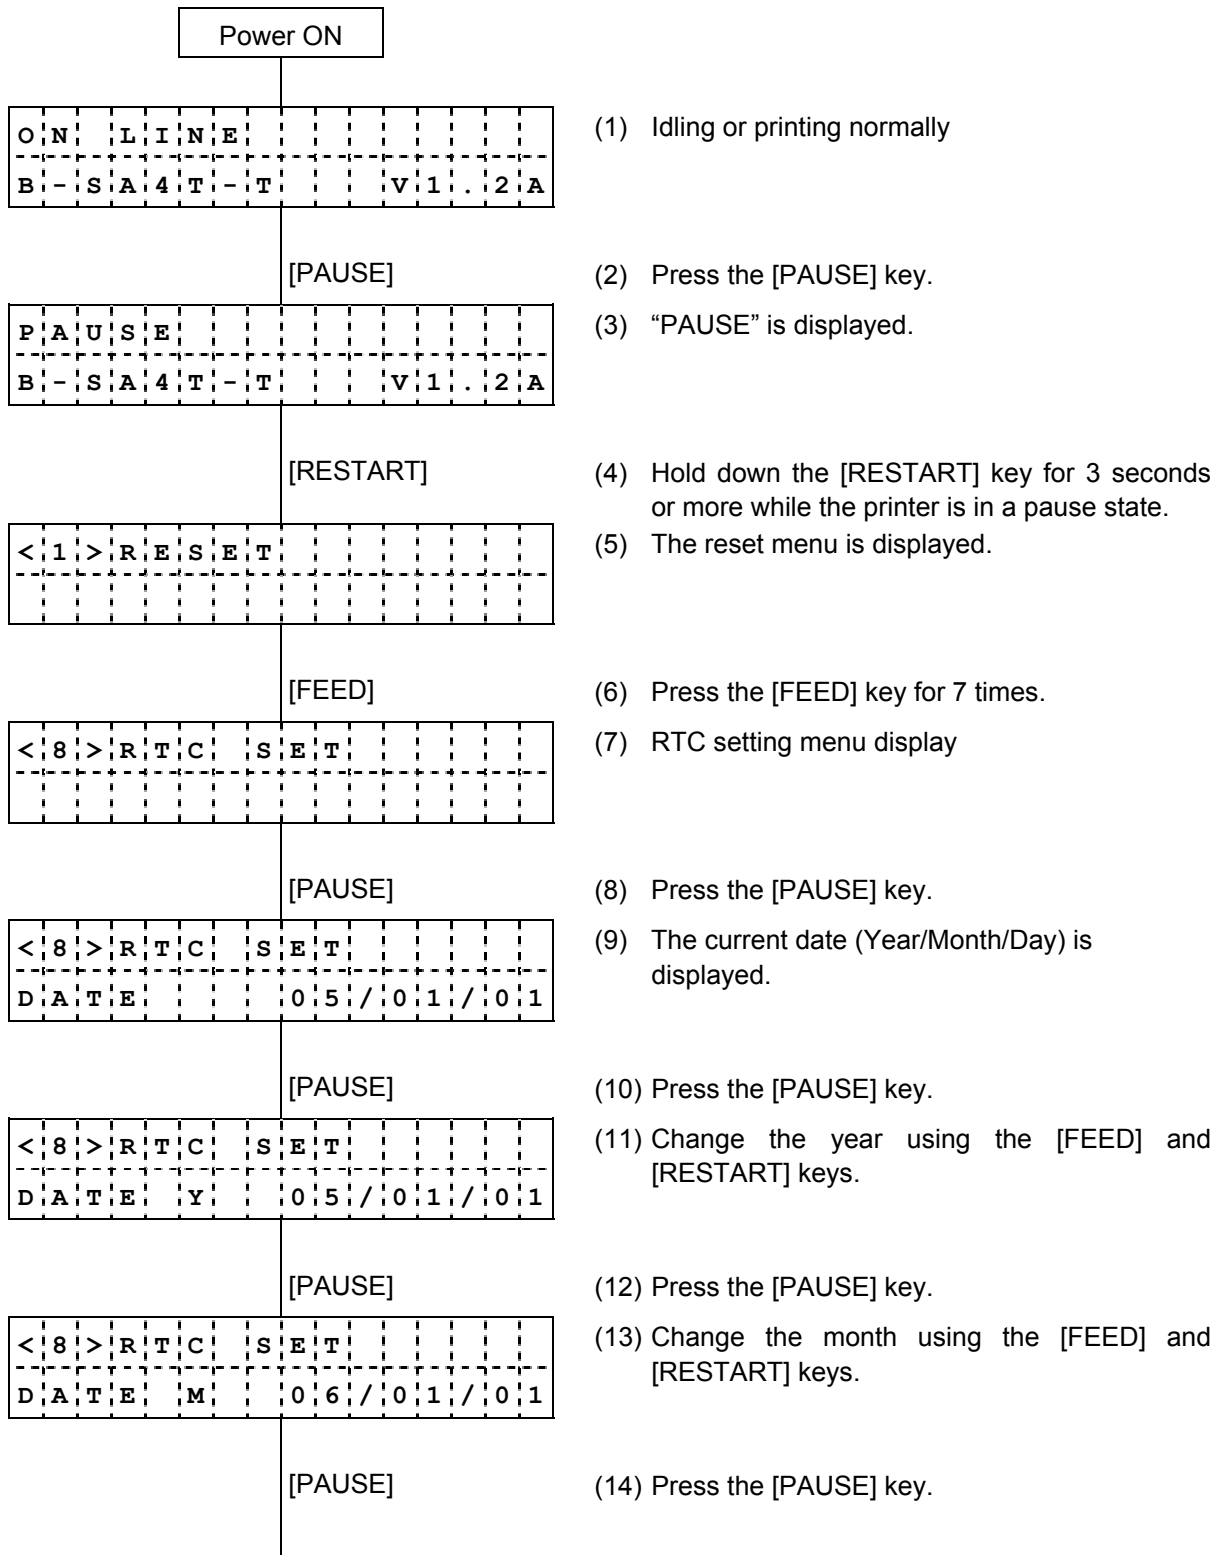 Power ON
ON LINE
B-SA4T-T   V1.2A
(1) Idling or printing normally
[PAUSE]
(2) Press the [PAUSE] key.
PAUSE
B-SA4T-T   V1.2A
(3) “PAUSE” is displayed.
[RESTART]
(4) Hold down the [RESTART] key for 3 seconds
or more while the printer is in a pause state.
<1>RESET
(5) The reset menu is displayed.
[FEED]
(6) Press the [FEED] key for 7 times.
<8>RTC SET
(7) RTC setting menu display
[PAUSE]
(8) Press the [PAUSE] key.
<8>RTC SET
DATE    05/01/01
(9) The current date (Year/Month/Day) is
displayed.
[PAUSE]
(10) Press the [PAUSE] key.
<8>RTC SET
DATE Y  05/01/01
(11) Change the year using the [FEED] and
[RESTART] keys.
[PAUSE]
(12) Press the [PAUSE] key.
<8>RTC SET
DATE M  06/01/01
(13) Change the month using the [FEED] and
[RESTART] keys.
[PAUSE]
(14) Press the [PAUSE] key.